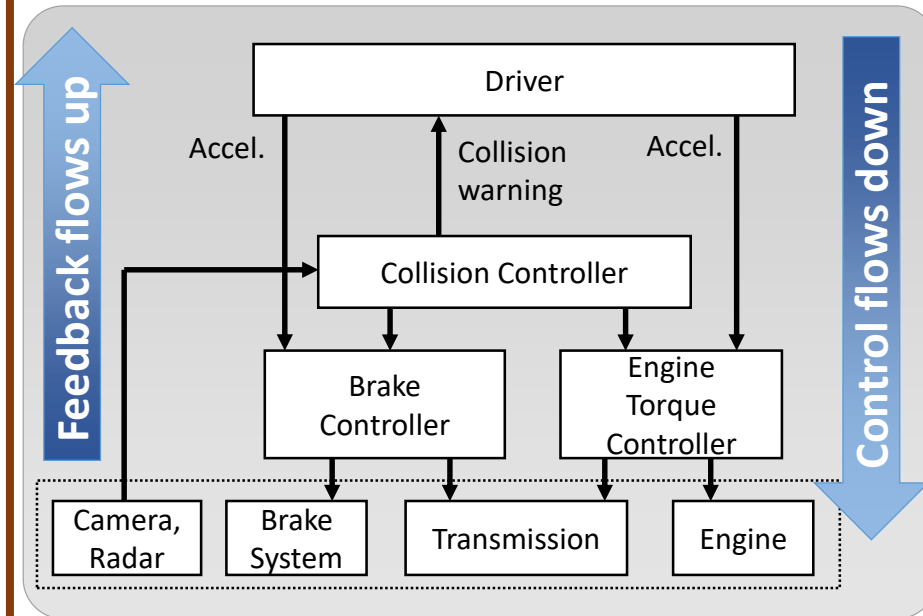 Feedback flows up
Driver
Accel.
Collision
warning
Accel.
Control flows down
Collision Controller
Brake
Controller
Engine
Torque
Controller
Camera,
Radar
Brake
System
Transmission
Engine